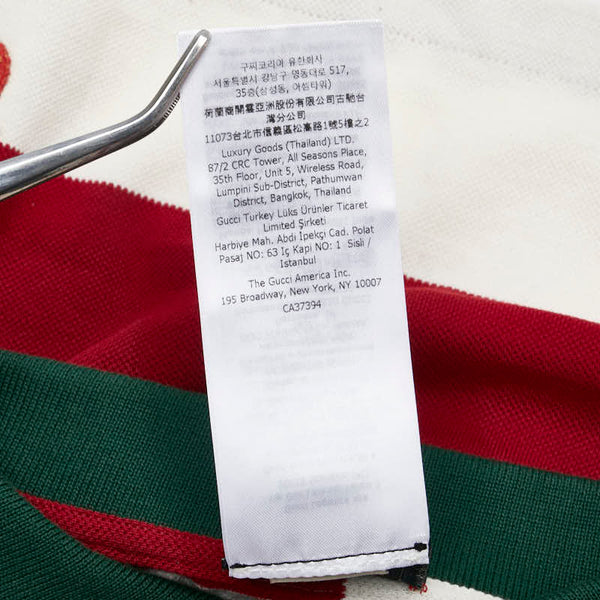 구찌코리아 유한회사
서울특별시 강남구 영동대로 517,
35층(삼성동, 아셈타워)
荷蘭商開雲亞洲股份有限公司古馳台
灣分公司
11073台北市信義區松高路1號5樓之2
Luxury Goods (Thailand) LTD.
87/2 CRC Tower, All Seasons Place,
35th Floor, Unit 5, Wireless Road,
Lumpini Sub-District, Pathumwan
District, Bangkok, Thailand
Gucci Turkey Lüks Ürünler Ticaret
Limited Şirketi
Harbiye Mah. Abdi İpekçi Cad. Polat
Pasaj NO: 63 İç Kapi NO: 1 Sisli /
Istanbul
The Gucci America Inc.
195 Broadway, New York, NY 10007
CA37394